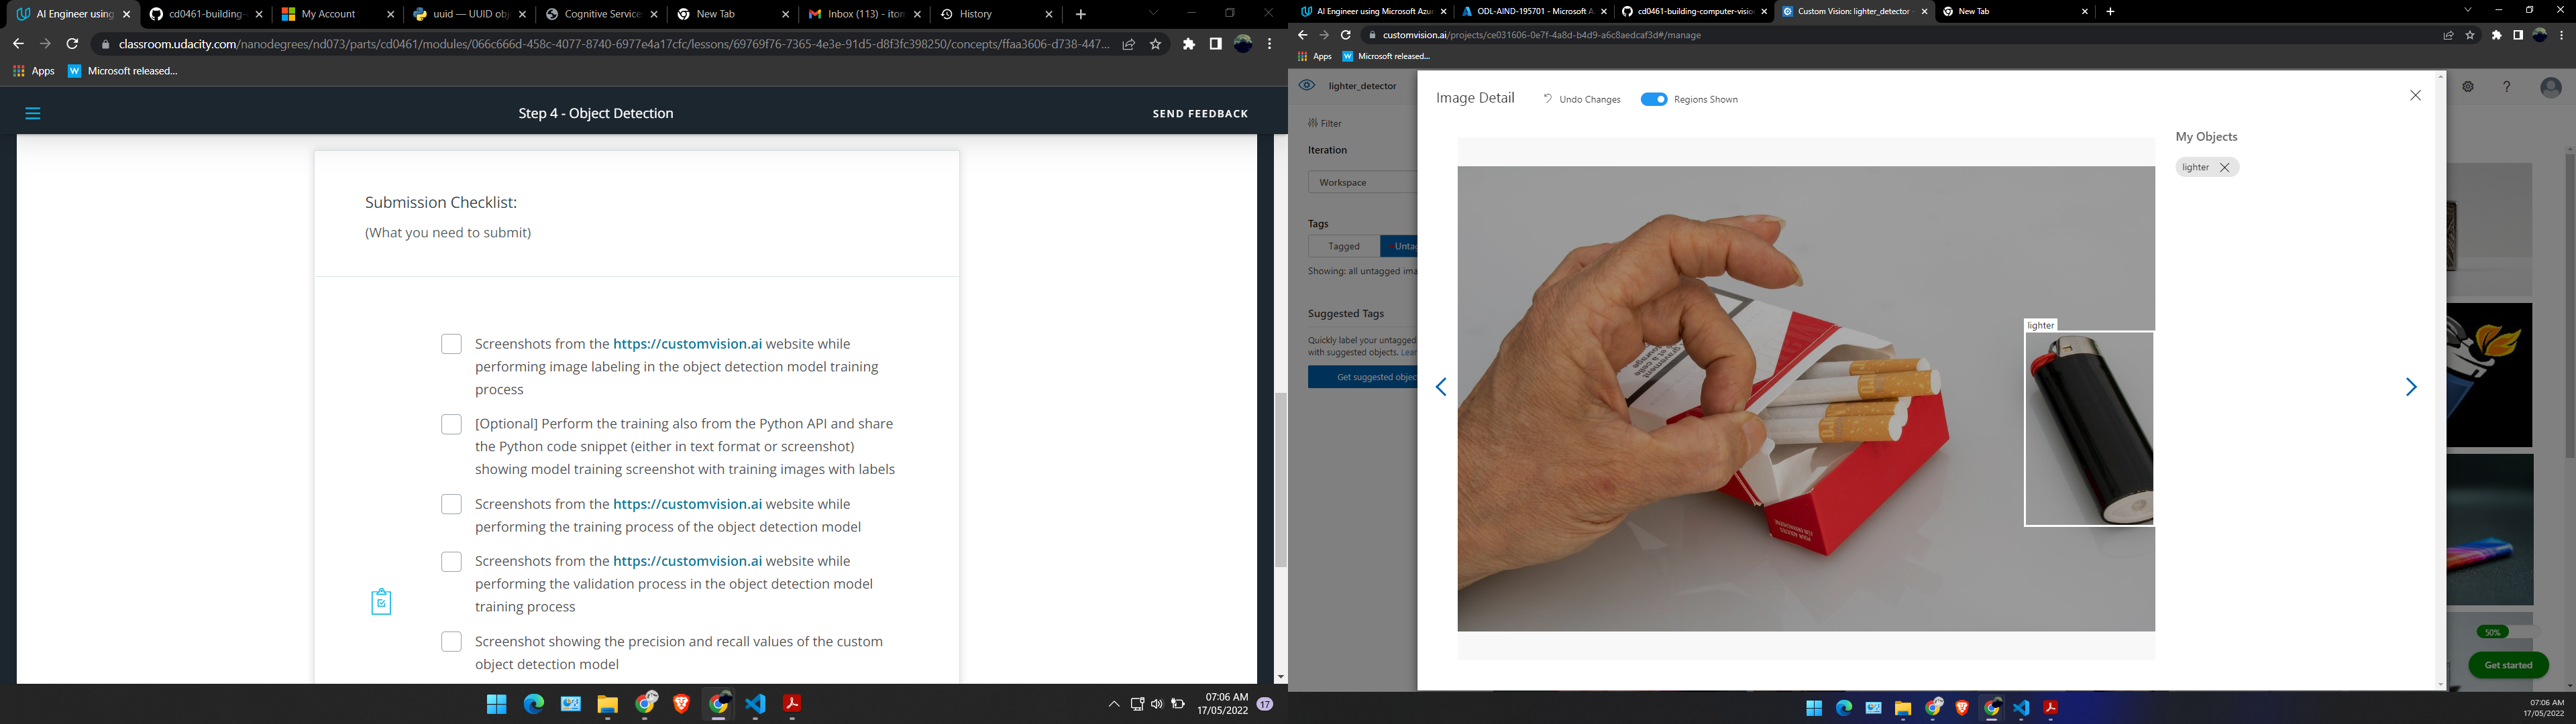 AI Engineer using
cd0461-building-
My Account
uuid — UUID obj
Cognitive Service
New Tab
Inbox (113) - itom
History
classroom.udacity.com/nanodegrees/nd073/parts/cd0461/modules/066c666d-458c-4077-8740-6977e4a17cfc/lessons/69769f76-7365-4e3e-91d5-d8f3fc398250/concepts/ffaa3606-d738-447...
Apps
Microsoft released...
Step 4 - Object Detection
SEND FEEDBACK
Submission Checklist:
(What you need to submit)
Screenshots from the https://customvision.ai website while
performing image labeling in the object detection model training
process
[Optional] Perform the training also from the Python API and share
the Python code snippet (either in text format or screenshot)
showing model training screenshot with training images with labels
Screenshots from the https://customvision.ai website while
performing the training process of the object detection model
Screenshots from the https://customvision.ai website while
performing the validation process in the object detection model
training process
Screenshot showing the precision and recall values of the custom
object detection model
07:06 AM
17/05/2022
17
AI Engineer using Microsoft Azur
ODL-AIND-195701 - Microsoft A
cd0461-building-computer-visio
Custom Vision: lighter_detector -
New Tab
customvision.ai/projects/ce031606-0e7f-4a8d-b4d9-a6c8aedcaf3d#/manage
Apps
Microsoft released...
lighter_detector
Image Detail
Undo Changes
Regions Shown
Filter
Iteration
Workspace
Tags
Tagged
Untag
Showing: all untagged ima
Suggested Tags
Quickly label your untagged
with suggested objects. Lear
Get suggested objec
My Objects
lighter
lighter
50%
Get started
07:06 AM
17/05/2022